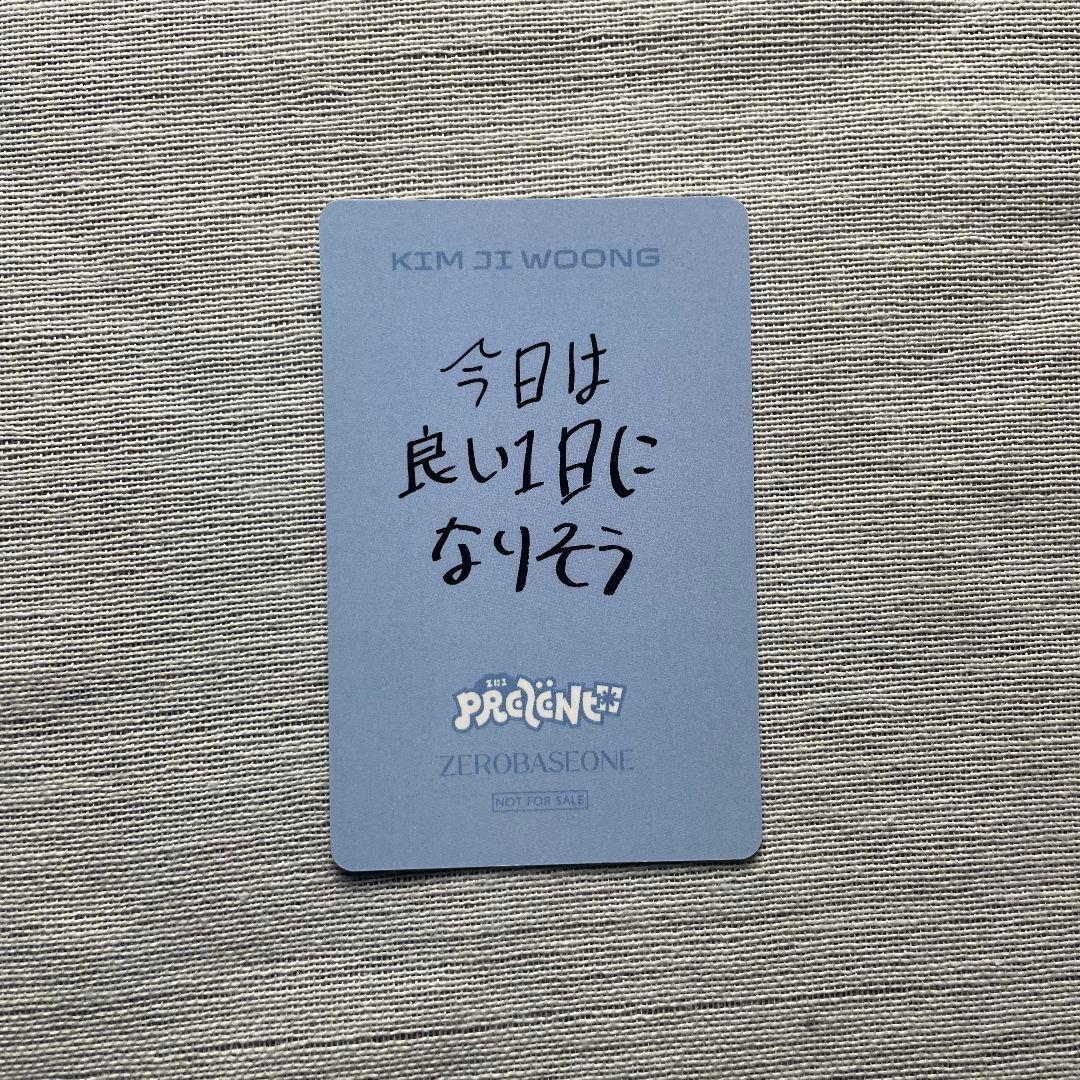 KIM JI WOONG
今日は
良い1日に
なりそう
PREZENT
ZEROBASEONE
NOT FOR SALE